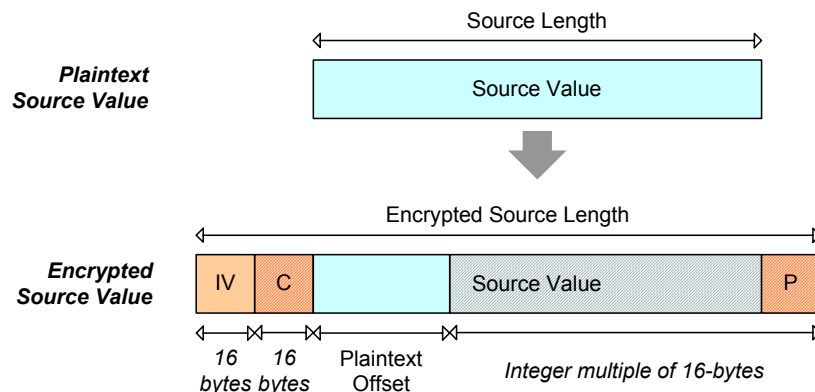 Source Length
Plaintext
Source Value
Source Value
Encrypted Source Length
Encrypted
Source Value
IV
C
Source Value
P
16
bytes
16
bytes
Plaintext
Offset
Integer multiple of 16-bytes